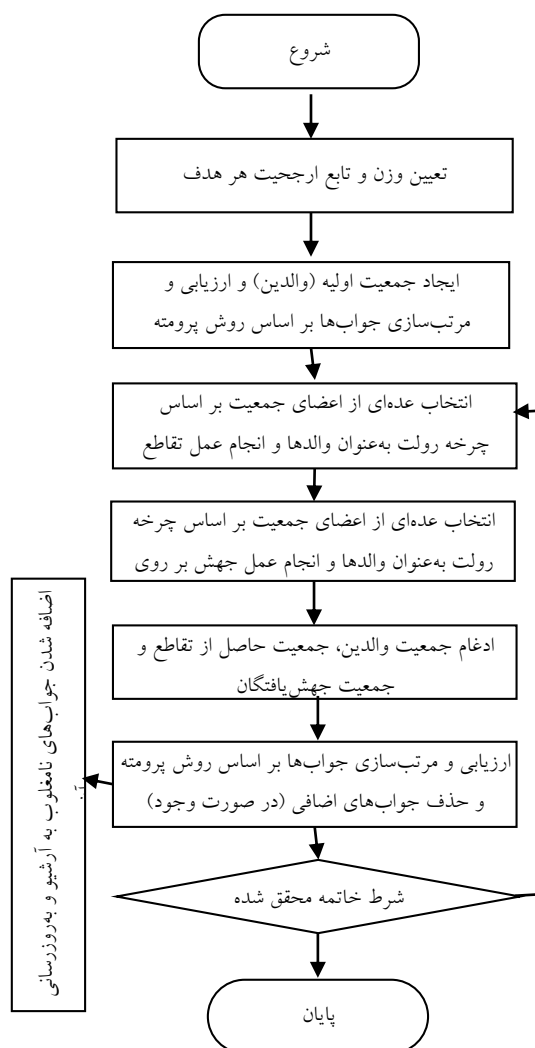 شروع
تعیین وزن و تابع ارجحیت هر هدف
ایجاد جمعیت اولیه (والدین) و ارزیابی و
مرتب‌سازی جواب‌ها بر اساس روش پرومته
انتخاب عده‌ای از اعضای جمعیت بر اساس
چرخه رولت به‌عنوان والدها و انجام عمل تقاطع
انتخاب عده‌ای از اعضای جمعیت بر اساس چرخه
رولت به‌عنوان والدها و انجام عمل جهش بر روی
ادغام جمعیت والدین، جمعیت حاصل از تقاطع و
جمعیت جهش‌یافتگان
ارزیابی و مرتب‌سازی جواب‌ها بر اساس روش پرومته
و حذف جواب‌های اضافی (در صورت وجود)
اضافه شدن جواب‌های نامغلوب به آرشیو و به‌روزرسانی
شرط خاتمه محقق شده
پایان